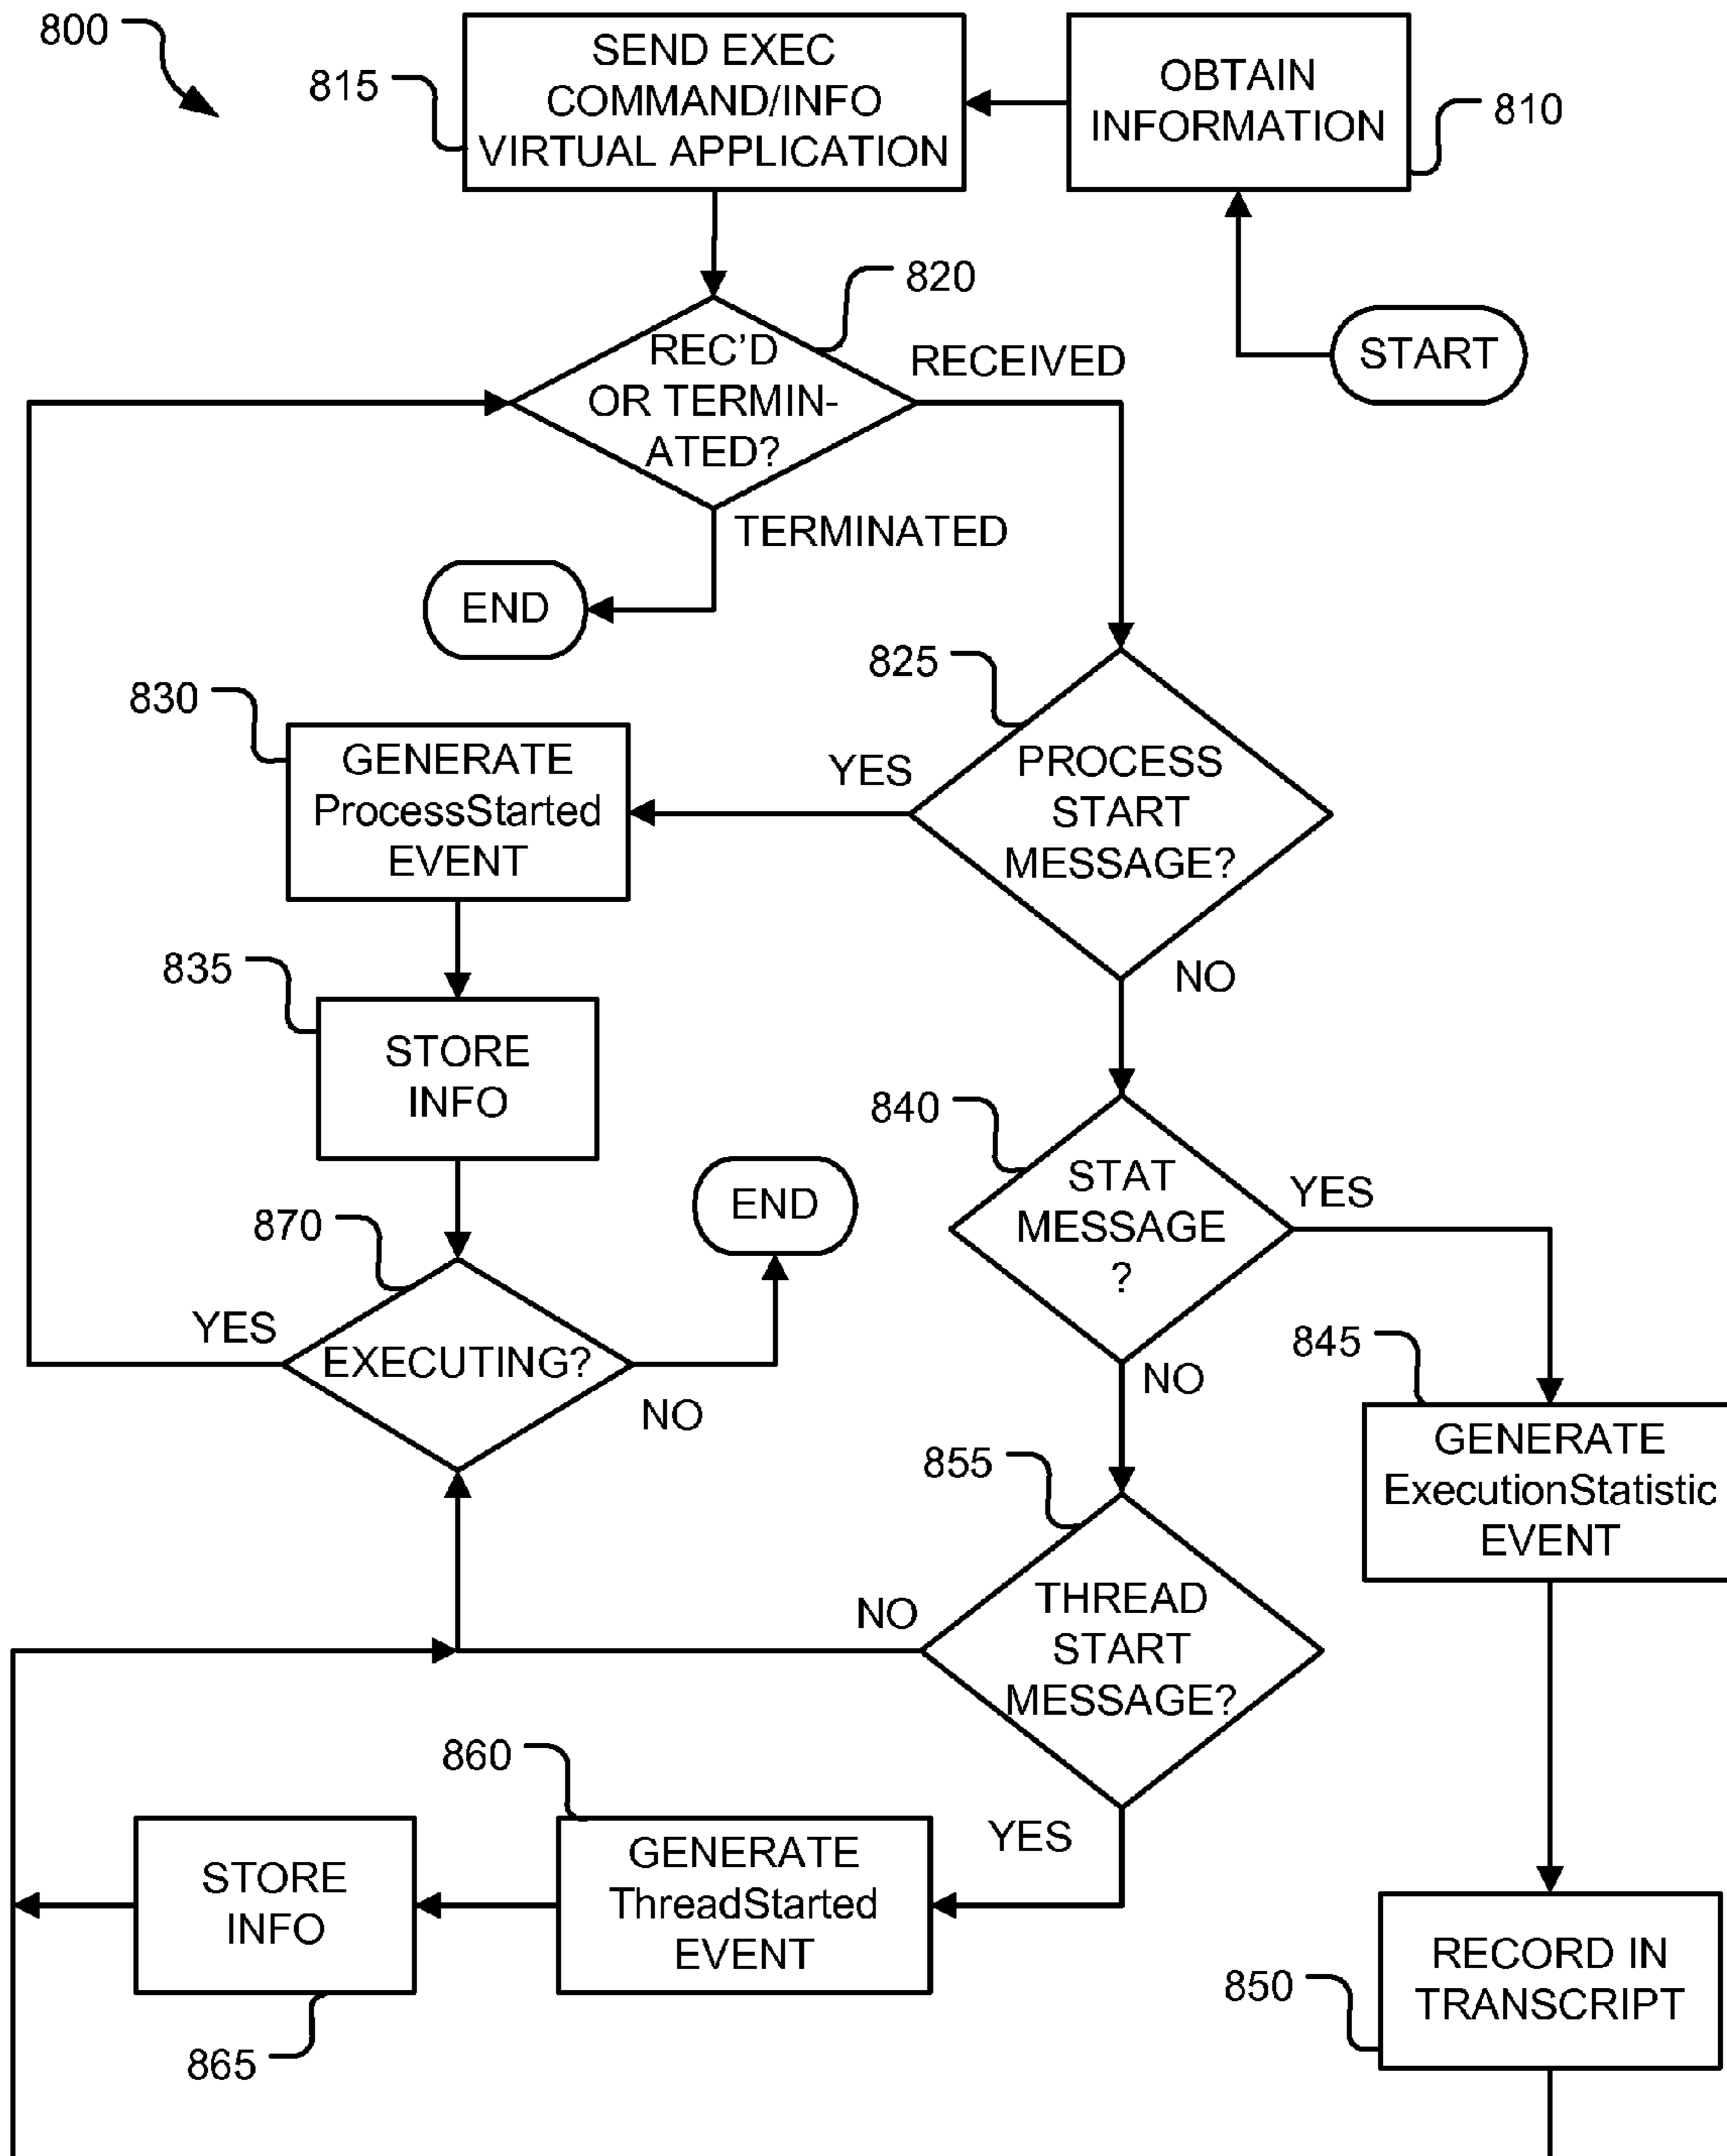 800
SEND EXEC
COMMAND/INFO
VIRTUAL APPLICATION
815
OBTAIN
INFORMATION
810
START
820
REC'D
OR TERMIN-
ATED?
RECEIVED
TERMINATED
END
825
PROCESS
START
MESSAGE?
YES
NO
830
GENERATE
ProcessStarted
EVENT
835
STORE
INFO
840
STAT
MESSAGE
?
YES
NO
END
870
EXECUTING?
YES
NO
845
GENERATE
ExecutionStatistic
EVENT
855
THREAD
START
MESSAGE?
NO
YES
860
GENERATE
ThreadStarted
EVENT
STORE
INFO
865
850
RECORD IN
TRANSCRIPT